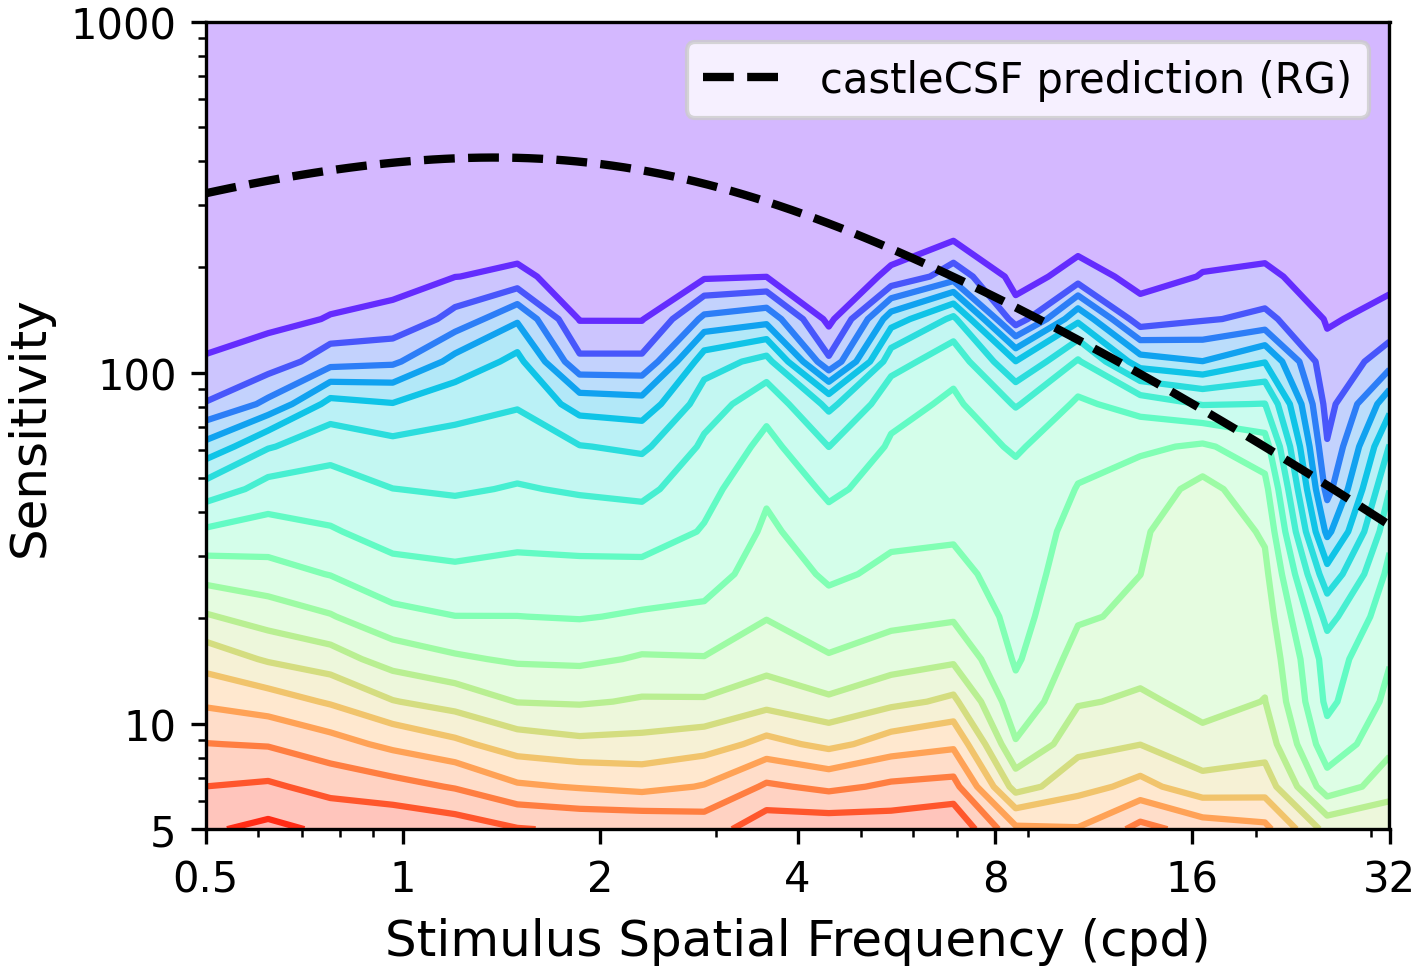 1000
castleCSF prediction (RG)
100
Sensitivity
10
5
0.5 1 2 4 8 16 32
Stimulus Spatial Frequency (cpd)